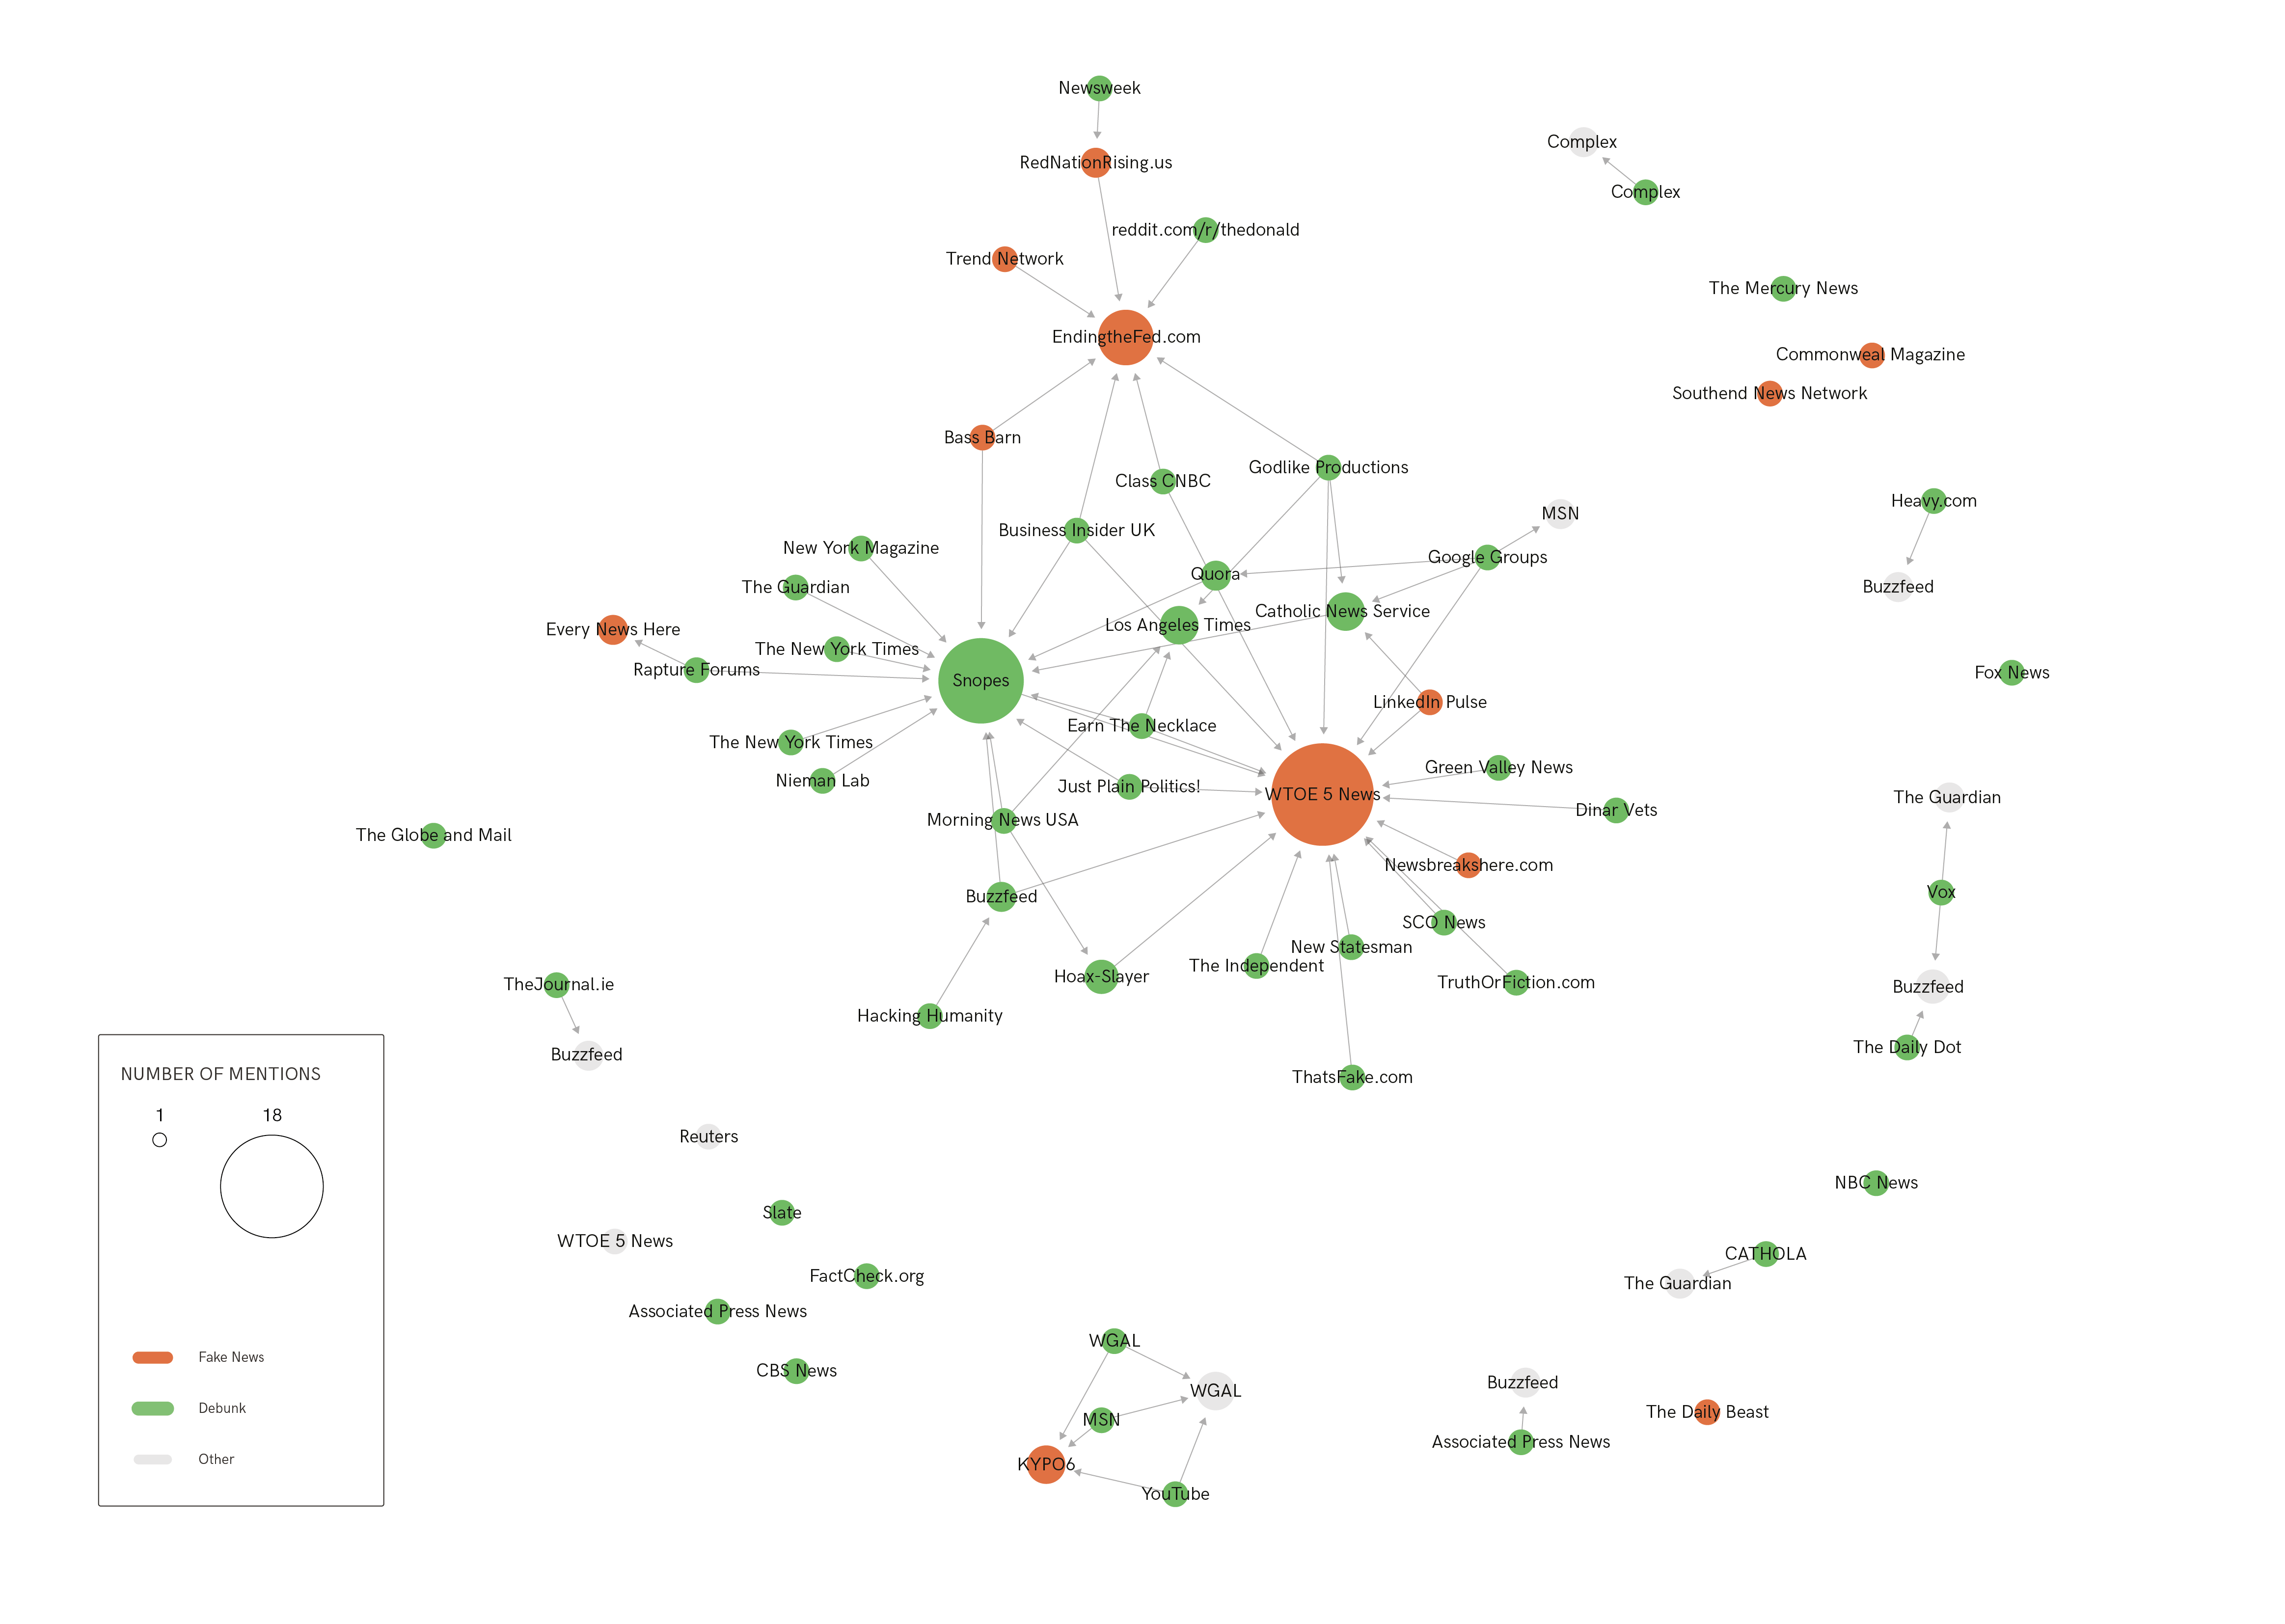 Newsweek
Complex
RedNationRising.us
Complex
reddit.com/r/thedonald
Trend Network
The Mercury News
EndingtheFed.com
Commonweal Magazine
Southend News Network
Bass Barn
Godlike Productions
Class CNBC
Heavy.com
MSN
Business Insider UK
New York Magazine
Google Groups
Quora
The Guardian
Buzzfeed
Catholic News Service
Los Angeles Times
Every News Here
The New York Times
Rapture Forums
Fox News
Snopes
LinkedIn Pulse
Earn The Necklace
The New York Times
Green Valley News
Nieman Lab
Just Plain Politics!
WTOE 5 News
The Guardian
Dinar Vets
Morning News USA
The Globe and Mail
Newsbreakshere.com
Vox
Buzzfeed
SCO News
New Statesman
The Independent
Hoax-Slayer
TruthOrFiction.com
TheJournal.ie
Buzzfeed
Hacking Humanity
The Daily Dot
Buzzfeed
ThatsFake.com
NUMBER OF MENTIONS
1 18
Reuters
NBC News
Slate
WTOE 5 News
CATHOLA
FactCheck.org
The Guardian
Associated Press News
WGAL
Fake News
CBS News
Buzzfeed
WGAL
Debunk
The Daily Beast
MSN
Associated Press News
Other
KYPO6
YouTube